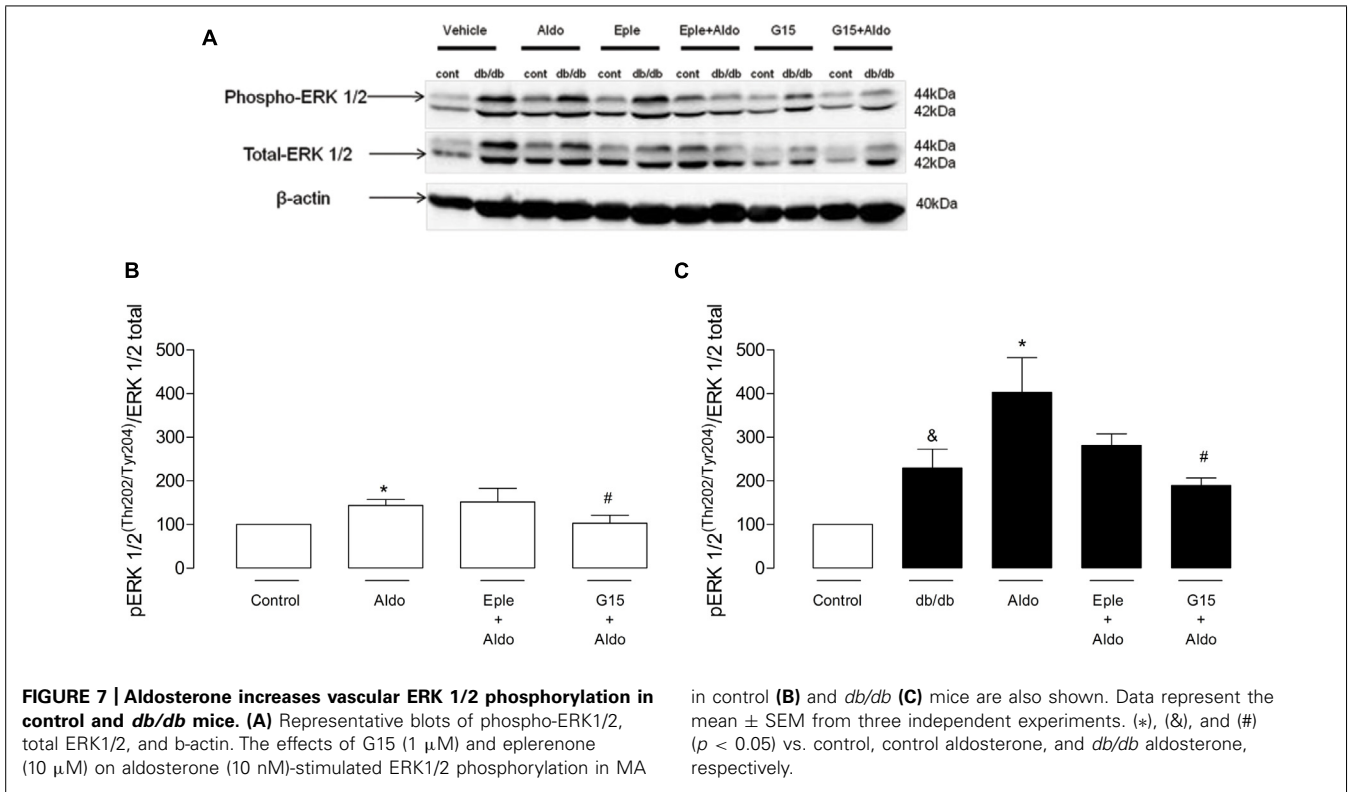 A
Vehicle Aldo Eple Eple+Aldo G15 G15+Aldo
cont db/db cont db/db cont db/db cont db/db cont db/db cont db/db
Phospho-ERK 1/2
44kDa
42kDa
Total-ERK 1/2
44kDa
42kDa
β-actin
40kDa
B
pERK 1/2(Thr202/Tyr204)/ERK 1/2 total
500
400
300
200
100
0
*
#
Control Aldo Eple G15
+ +
Aldo Aldo
C
pERK 1/2(Thr202/Tyr204)/ERK 1/2 total
500
400
300
200
100
0
&
*
#
Control db/db Aldo Eple G15
+ +
Aldo Aldo
FIGURE 7 | Aldosterone increases vascular ERK 1/2 phosphorylation in
control and db/db mice. (A) Representative blots of phospho-ERK1/2,
total ERK1/2, and b-actin. The effects of G15 (1 μM) and eplerenone
(10 μM) on aldosterone (10 nM)-stimulated ERK1/2 phosphorylation in MA
in control (B) and db/db (C) mice are also shown. Data represent the
mean ± SEM from three independent experiments. (∗), (&), and (#)
(p < 0.05) vs. control, control aldosterone, and db/db aldosterone,
respectively.